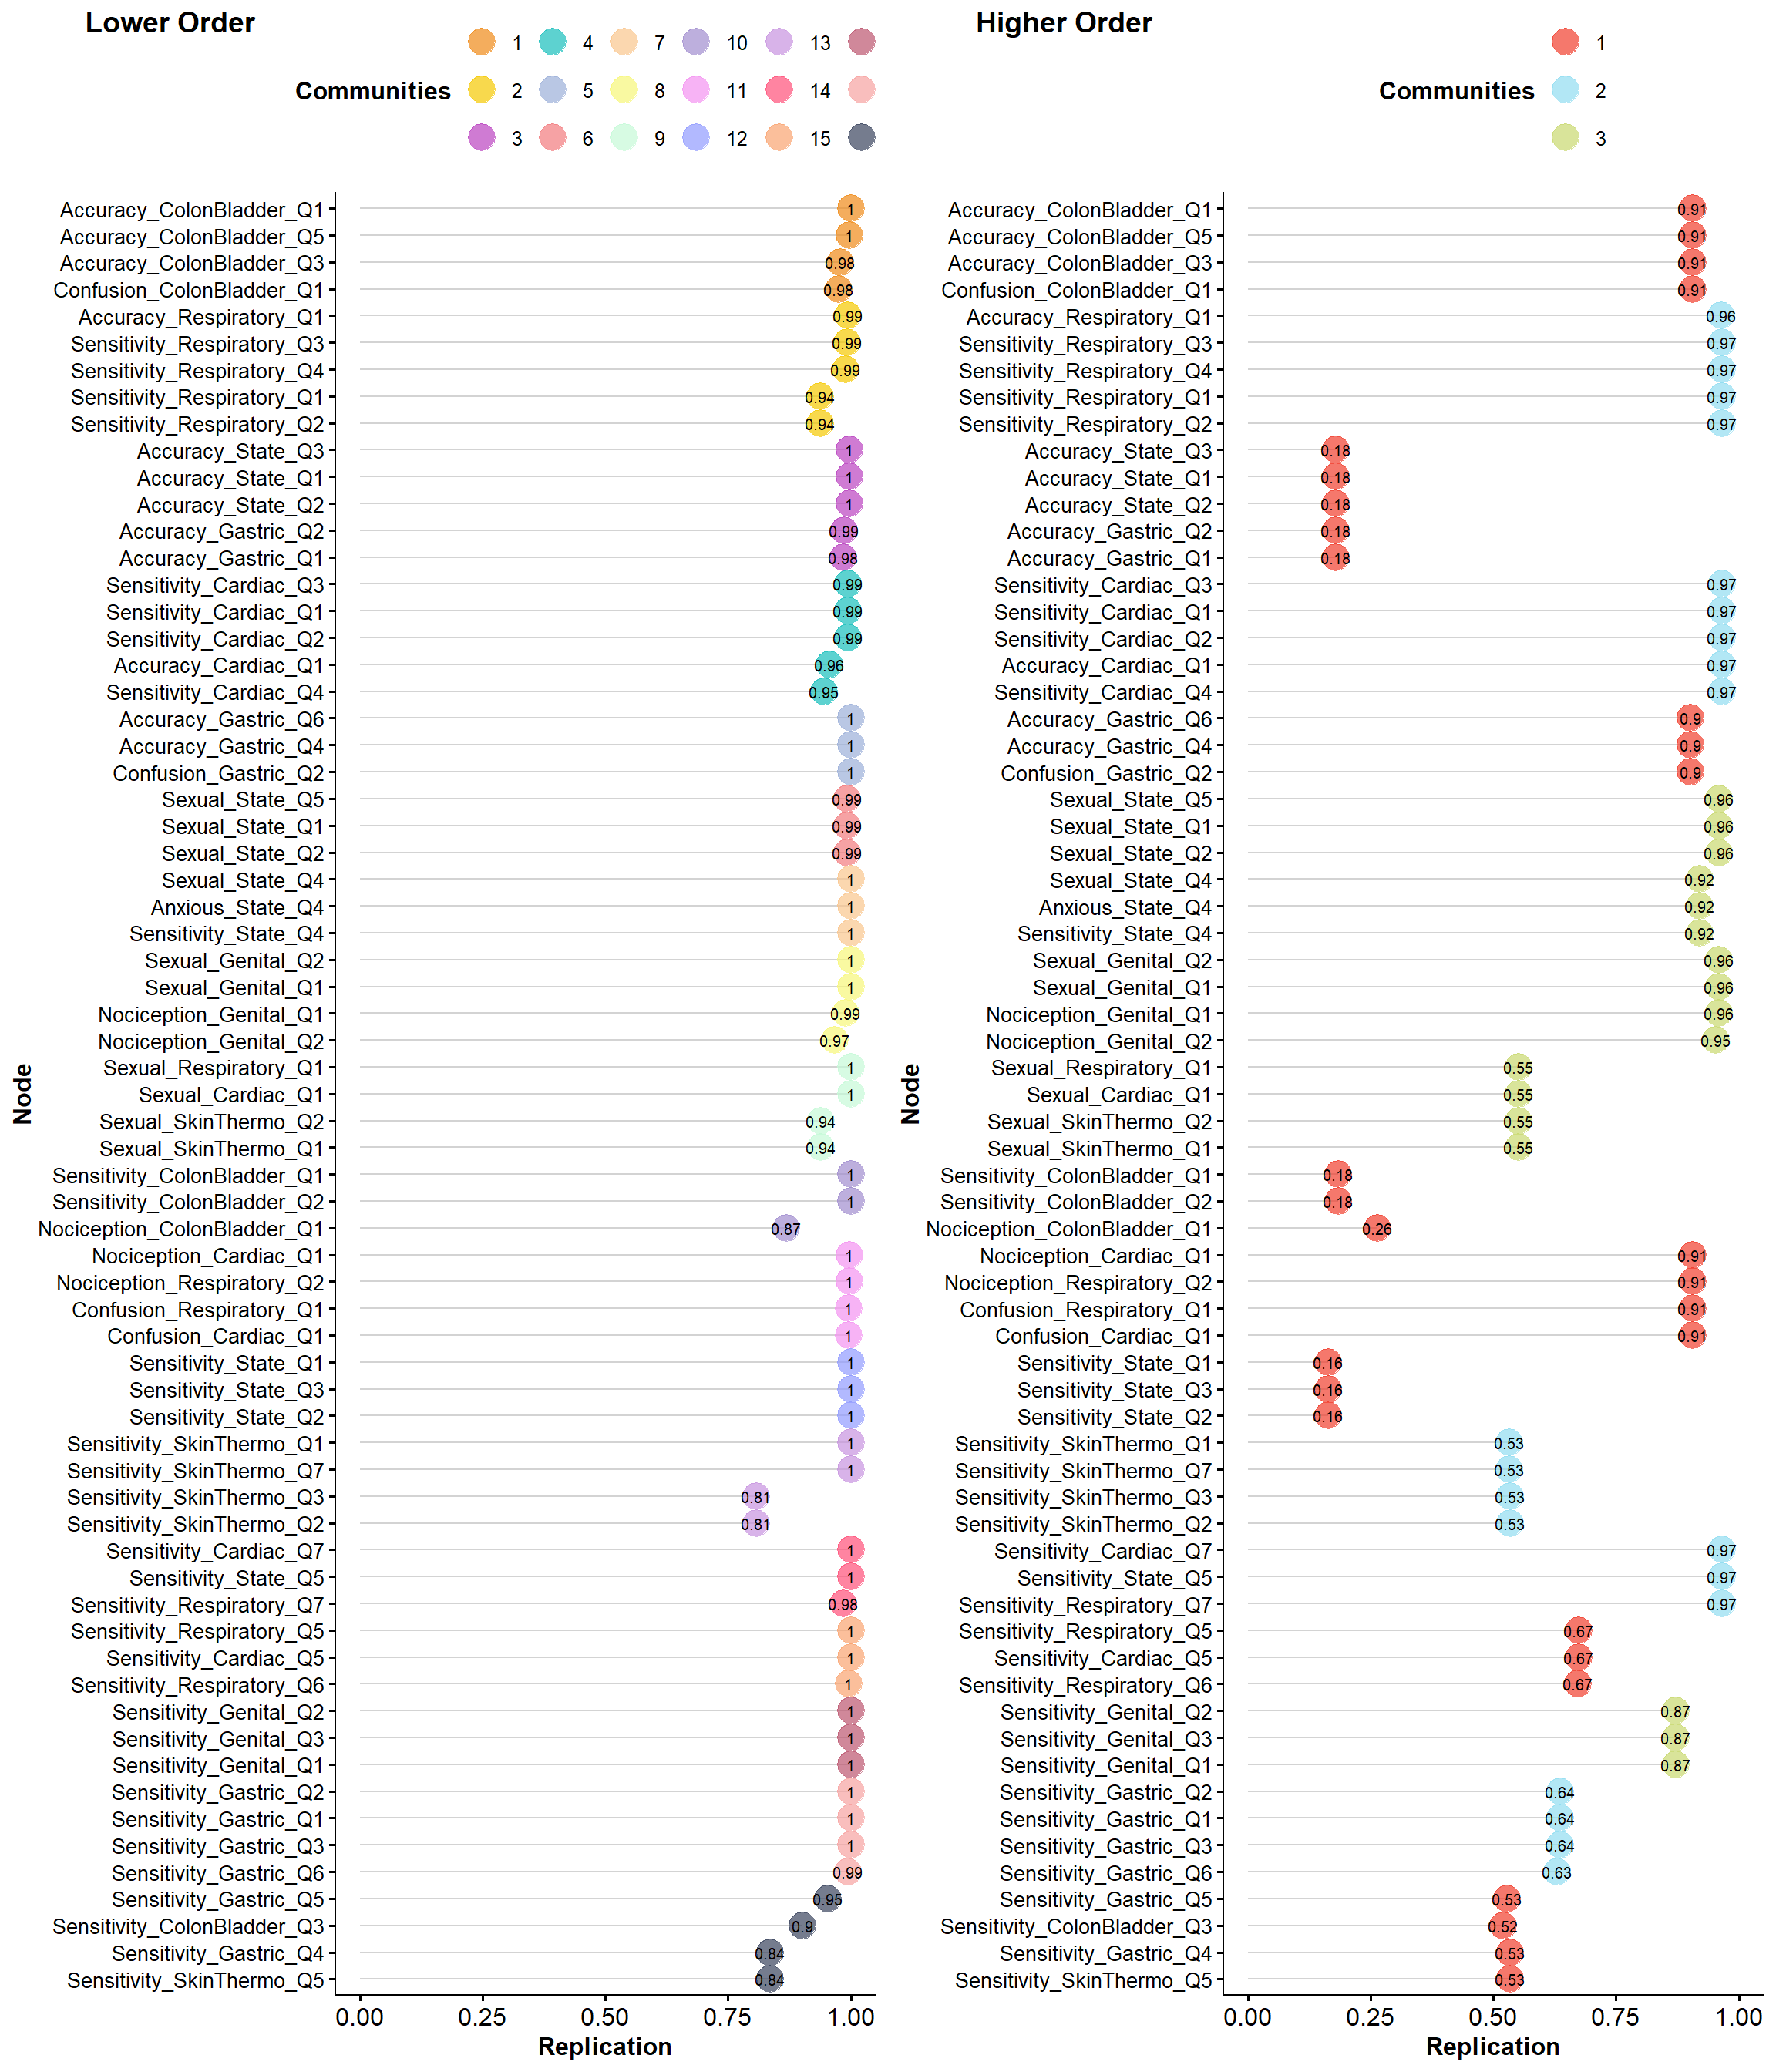 Lower Order
1 4 7 10 13
Communities 2 5 8 11 14
3 6 9 12 15
Accuracy_ColonBladder_Q1 1
Accuracy_ColonBladder_Q5 1
Accuracy_ColonBladder_Q3 0.98
Confusion_ColonBladder_Q1 0.98
Accuracy_Respiratory_Q1 0.99
Sensitivity_Respiratory_Q3 0.99
Sensitivity_Respiratory_Q4 0.99
Sensitivity_Respiratory_Q1 0.94
Sensitivity_Respiratory_Q2 0.94
Accuracy_State_Q3 1
Accuracy_State_Q1 1
Accuracy_State_Q2 1
Accuracy_Gastric_Q2 0.99
Accuracy_Gastric_Q1 0.98
Sensitivity_Cardiac_Q3 0.99
Sensitivity_Cardiac_Q1 0.99
Sensitivity_Cardiac_Q2 0.99
Accuracy_Cardiac_Q1 0.96
Sensitivity_Cardiac_Q4 0.95
Accuracy_Gastric_Q6 1
Accuracy_Gastric_Q4 1
Confusion_Gastric_Q2 1
Sexual_State_Q5 0.99
Sexual_State_Q1 0.99
Sexual_State_Q2 0.99
Sexual_State_Q4 1
Anxious_State_Q4 1
Sensitivity_State_Q4 1
Sexual_Genital_Q2 1
Sexual_Genital_Q1 1
Nociception_Genital_Q1 0.99
Nociception_Genital_Q2 0.97
Sexual_Respiratory_Q1 1
Sexual_Cardiac_Q1 1
Sexual_SkinThermo_Q2 0.94
Sexual_SkinThermo_Q1 0.94
Sensitivity_ColonBladder_Q1 1
Sensitivity_ColonBladder_Q2 1
Nociception_ColonBladder_Q1 0.87
Nociception_Cardiac_Q1 1
Nociception_Respiratory_Q2 1
Confusion_Respiratory_Q1 1
Confusion_Cardiac_Q1 1
Sensitivity_State_Q1 1
Sensitivity_State_Q3 1
Sensitivity_State_Q2 1
Sensitivity_SkinThermo_Q1 1
Sensitivity_SkinThermo_Q7 1
Sensitivity_SkinThermo_Q3 0.81
Sensitivity_SkinThermo_Q2 0.81
Sensitivity_Cardiac_Q7 1
Sensitivity_State_Q5 1
Sensitivity_Respiratory_Q7 0.98
Sensitivity_Respiratory_Q5 1
Sensitivity_Cardiac_Q5 1
Sensitivity_Respiratory_Q6 1
Sensitivity_Genital_Q2 1
Sensitivity_Genital_Q3 1
Sensitivity_Genital_Q1 1
Sensitivity_Gastric_Q2 1
Sensitivity_Gastric_Q1 1
Sensitivity_Gastric_Q3 1
Sensitivity_Gastric_Q6 0.99
Sensitivity_Gastric_Q5 0.95
Sensitivity_ColonBladder_Q3 0.9
Sensitivity_Gastric_Q4 0.84
Sensitivity_SkinThermo_Q5 0.84
Node
0.00 0.25 0.50 0.75 1.00
Replication
Higher Order
1
Communities 2
3
Accuracy_ColonBladder_Q1 0.91
Accuracy_ColonBladder_Q5 0.91
Accuracy_ColonBladder_Q3 0.91
Confusion_ColonBladder_Q1 0.91
Accuracy_Respiratory_Q1 0.96
Sensitivity_Respiratory_Q3 0.97
Sensitivity_Respiratory_Q4 0.97
Sensitivity_Respiratory_Q1 0.97
Sensitivity_Respiratory_Q2 0.97
Accuracy_State_Q3 0.18
Accuracy_State_Q1 0.18
Accuracy_State_Q2 0.18
Accuracy_Gastric_Q2 0.18
Accuracy_Gastric_Q1 0.18
Sensitivity_Cardiac_Q3 0.97
Sensitivity_Cardiac_Q1 0.97
Sensitivity_Cardiac_Q2 0.97
Accuracy_Cardiac_Q1 0.97
Sensitivity_Cardiac_Q4 0.97
Accuracy_Gastric_Q6 0.9
Accuracy_Gastric_Q4 0.9
Confusion_Gastric_Q2 0.9
Sexual_State_Q5 0.96
Sexual_State_Q1 0.96
Sexual_State_Q2 0.96
Sexual_State_Q4 0.92
Anxious_State_Q4 0.92
Sensitivity_State_Q4 0.92
Sexual_Genital_Q2 0.96
Sexual_Genital_Q1 0.96
Nociception_Genital_Q1 0.96
Nociception_Genital_Q2 0.95
Sexual_Respiratory_Q1 0.55
Sexual_Cardiac_Q1 0.55
Sexual_SkinThermo_Q2 0.55
Sexual_SkinThermo_Q1 0.55
Sensitivity_ColonBladder_Q1 0.18
Sensitivity_ColonBladder_Q2 0.18
Nociception_ColonBladder_Q1 0.26
Nociception_Cardiac_Q1 0.91
Nociception_Respiratory_Q2 0.91
Confusion_Respiratory_Q1 0.91
Confusion_Cardiac_Q1 0.91
Sensitivity_State_Q1 0.16
Sensitivity_State_Q3 0.16
Sensitivity_State_Q2 0.16
Sensitivity_SkinThermo_Q1 0.53
Sensitivity_SkinThermo_Q7 0.53
Sensitivity_SkinThermo_Q3 0.53
Sensitivity_SkinThermo_Q2 0.53
Sensitivity_Cardiac_Q7 0.97
Sensitivity_State_Q5 0.97
Sensitivity_Respiratory_Q7 0.97
Sensitivity_Respiratory_Q5 0.67
Sensitivity_Cardiac_Q5 0.67
Sensitivity_Respiratory_Q6 0.67
Sensitivity_Genital_Q2 0.87
Sensitivity_Genital_Q3 0.87
Sensitivity_Genital_Q1 0.87
Sensitivity_Gastric_Q2 0.64
Sensitivity_Gastric_Q1 0.64
Sensitivity_Gastric_Q3 0.64
Sensitivity_Gastric_Q6 0.63
Sensitivity_Gastric_Q5 0.53
Sensitivity_ColonBladder_Q3 0.52
Sensitivity_Gastric_Q4 0.53
Sensitivity_SkinThermo_Q5 0.53
Node
0.00 0.25 0.50 0.75 1.00
Replication